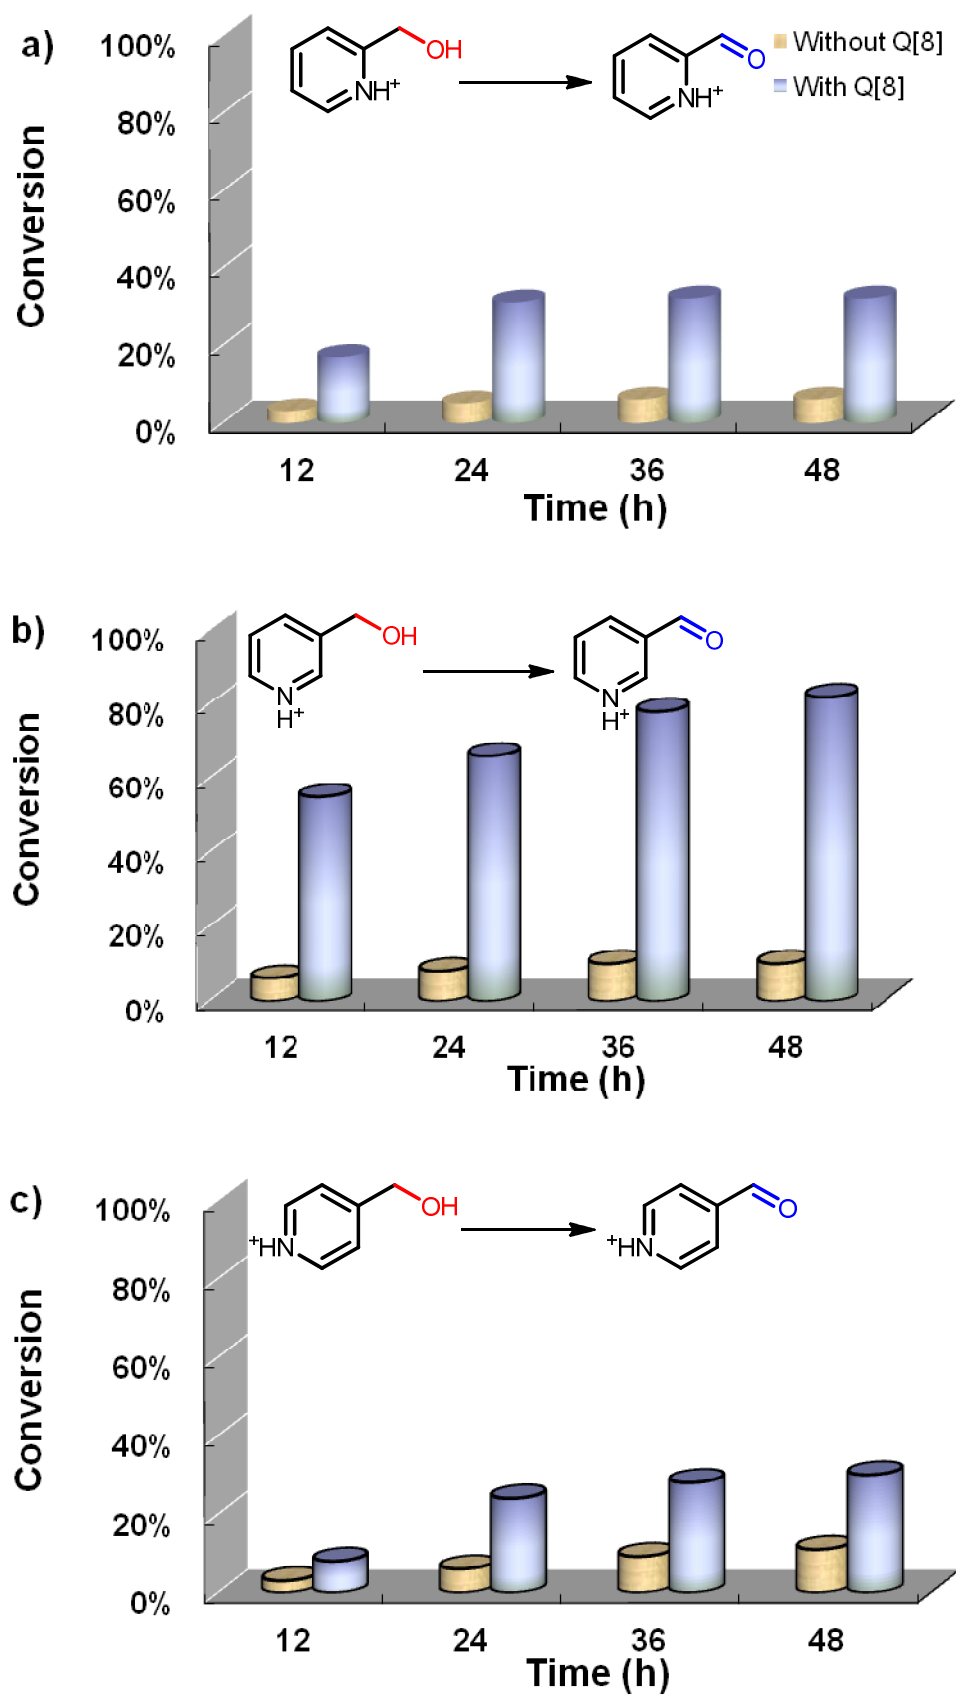 a)
100%
80%
60%
40%
20%
0%
Conversion
OH
NH+
O
NH+
Without Q[8]
With Q[8]
12 24 36 48
Time (h)
b)
100%
80%
60%
40%
20%
0%
Conversion
OH
N
H+
O
N
H+
12 24 36 48
Time (h)
c)
100%
80%
60%
40%
20%
0%
Conversion
OH
+HN
O
+HN
12 24 36 48
Time (h)